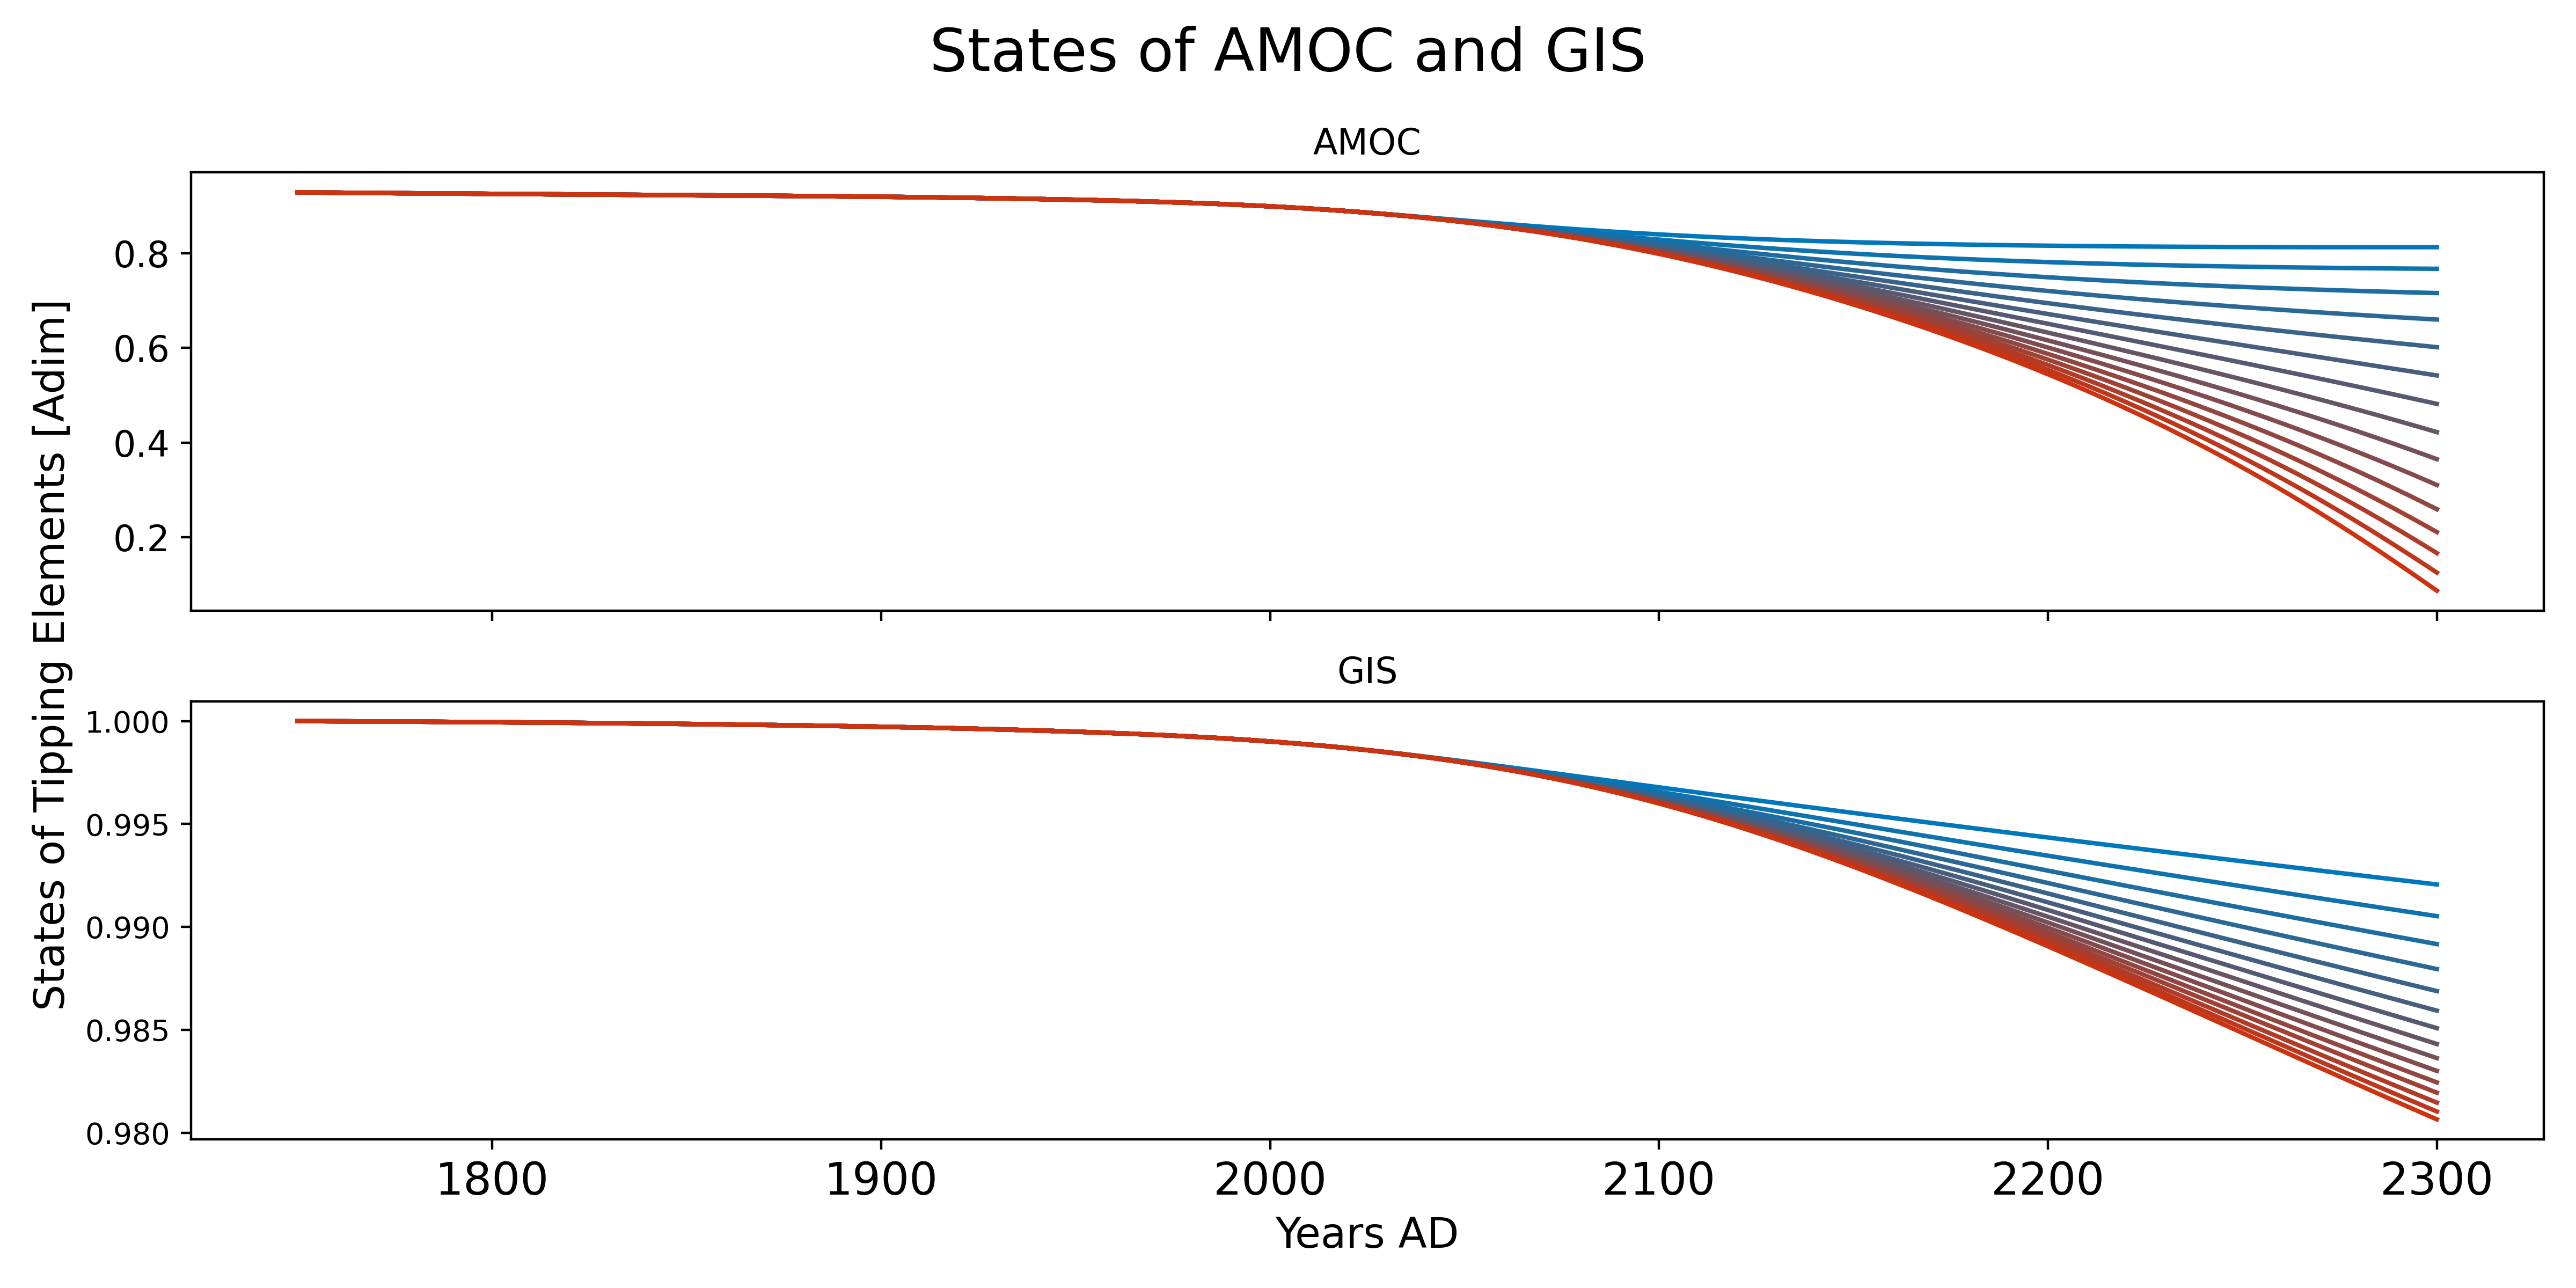 States of AMOC and GIS
AMOC
0.8
0.6
0.4
0.2
States of Tipping Elements [Adim]
GIS
1.000
0.995
0.990
0.985
0.980
1800 1900 2000 2100 2200 2300
Years AD